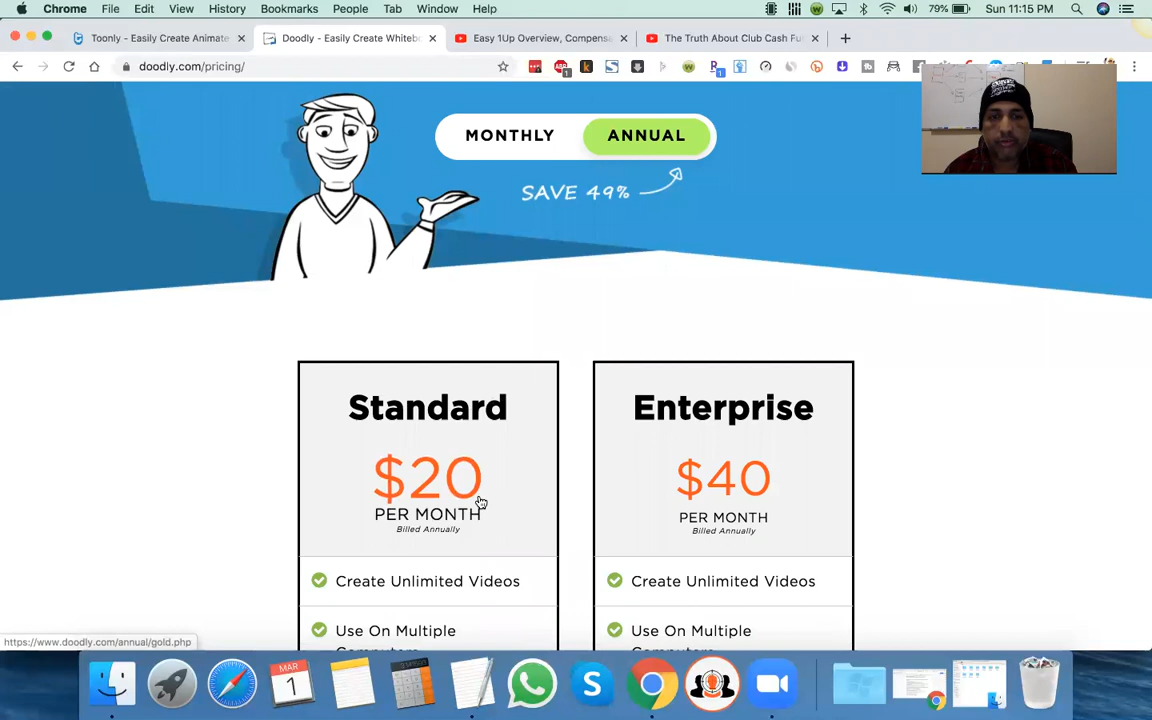 Chrome File Edit View History Bookmarks People Tab Window Help 79% Sun 11:15 PM
Toonly - Easily Create Animate
Doodly - Easily Create Whitebo
Easy 1Up Overview, Compensa
The Truth About Club Cash Fu
doodly.com/pricing/
MONTHLY ANNUAL
SAVE 49%
Standard
$20
PER MONTH
Billed Annually
Create Unlimited Videos
Use On Multiple
Enterprise
$40
PER MONTH
Billed Annually
Create Unlimited Videos
Use On Multiple
https://www.doodly.com/annual/gold.php
MAR
1